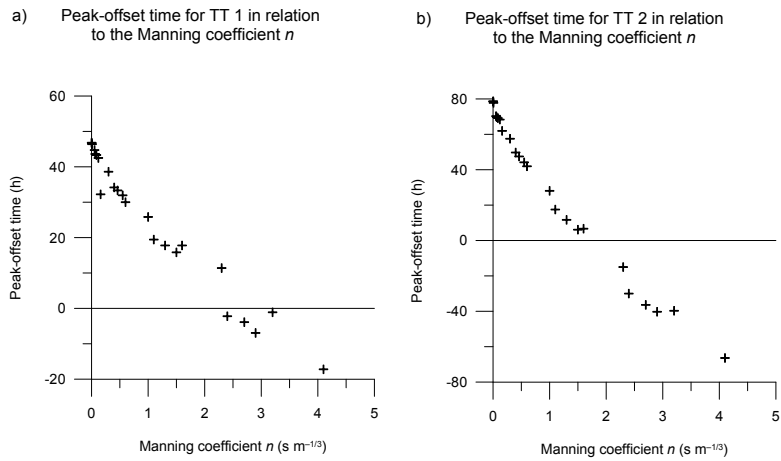 a) Peak-offset time for TT 1 in relation
to the Manning coefficient n
60
40
20
0
-20
Peak-offset time (h)
0 1 2 3 4 5
Manning coefficient n (s m–1/3)
b) Peak-offset time for TT 2 in relation
to the Manning coefficient n
80
40
0
-40
-80
Peak-offset time (h)
0 1 2 3 4 5
Manning coefficient n (s m–1/3)